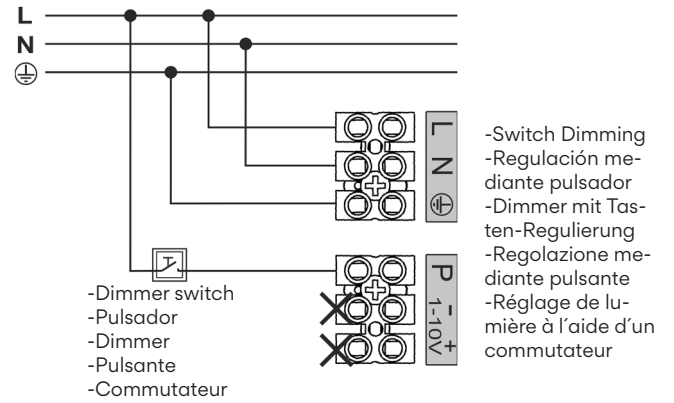 L
N
L
N
-Switch Dimming
-Regulación me-
diante pulsador
-Dimmer mit Tas-
ten-Regulierung
-Regolazione me-
diante pulsante
-Réglage de lu-
mière à l´aide d´un
commutateur
P - +
1-10V
-Dimmer switch
-Pulsador
-Dimmer
-Pulsante
-Commutateur